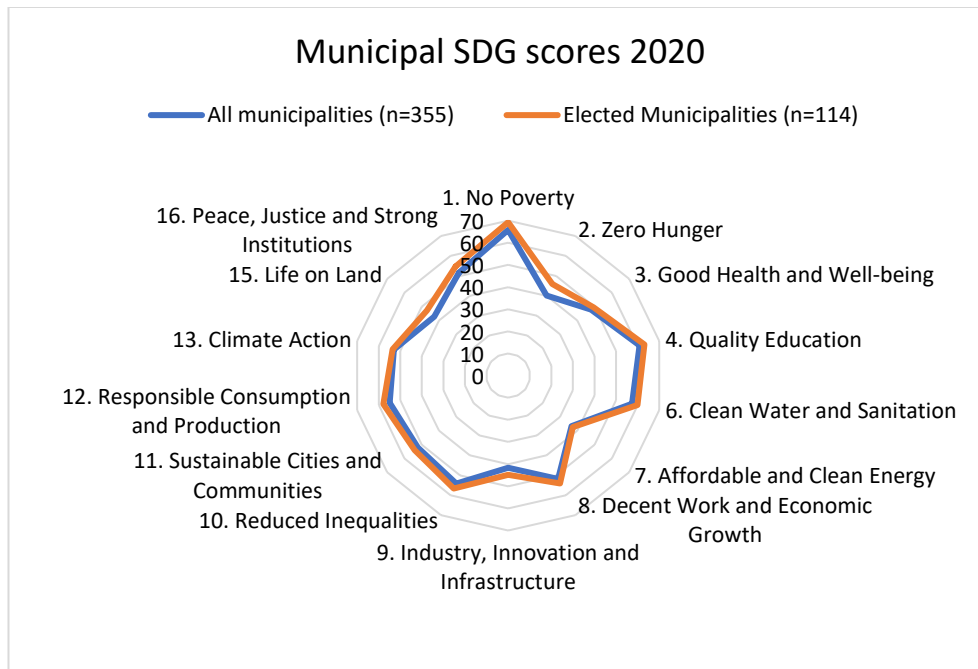 Municipal SDG scores 2020
All municipalities (n=355)
Elected Municipalities (n=114)
1. No Poverty
2. Zero Hunger
3. Good Health and Well-being
4. Quality Education
6. Clean Water and Sanitation
7. Affordable and Clean Energy
8. Decent Work and Economic
Growth
9. Industry, Innovation and
Infrastructure
10. Reduced Inequalities
11. Sustainable Cities and
Communities
12. Responsible Consumption
and Production
13. Climate Action
15. Life on Land
16. Peace, Justice and Strong
Institutions
70
60
50
40
30
20
10
0